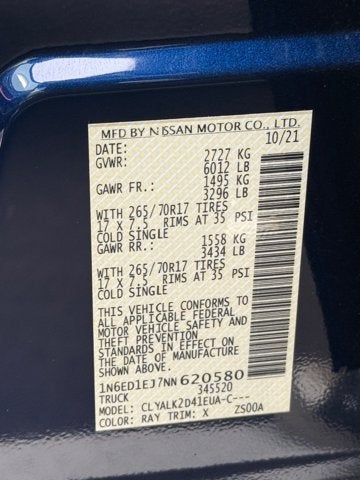 MFD BY NISSAN MOTOR CO., LTD.
DATE: 10/21
GVWR: 2727 KG
6012 LB
GAWR FR.: 1495 KG
3296 LB
WITH 265/70R17 TIRES
17 X 7.5 RIMS AT 35 PSI
COLD SINGLE
GAWR RR.: 1558 KG
3434 LB
WITH 265/70R17 TIRES
17 X 7.5 RIMS AT 35 PSI
COLD SINGLE
THIS VEHICLE CONFORMS TO
ALL APPLICABLE FEDERAL
MOTOR VEHICLE SAFETY AND
THEFT PREVENTION
STANDARDS IN EFFECT ON
THE DATE OF MANUFACTURE
SHOWN ABOVE.
1N6ED1EJ7NN620580
TRUCK 345520
MODEL: CLYALK2D41EUA-C---
COLOR: RAY TRIM: X ZS00A